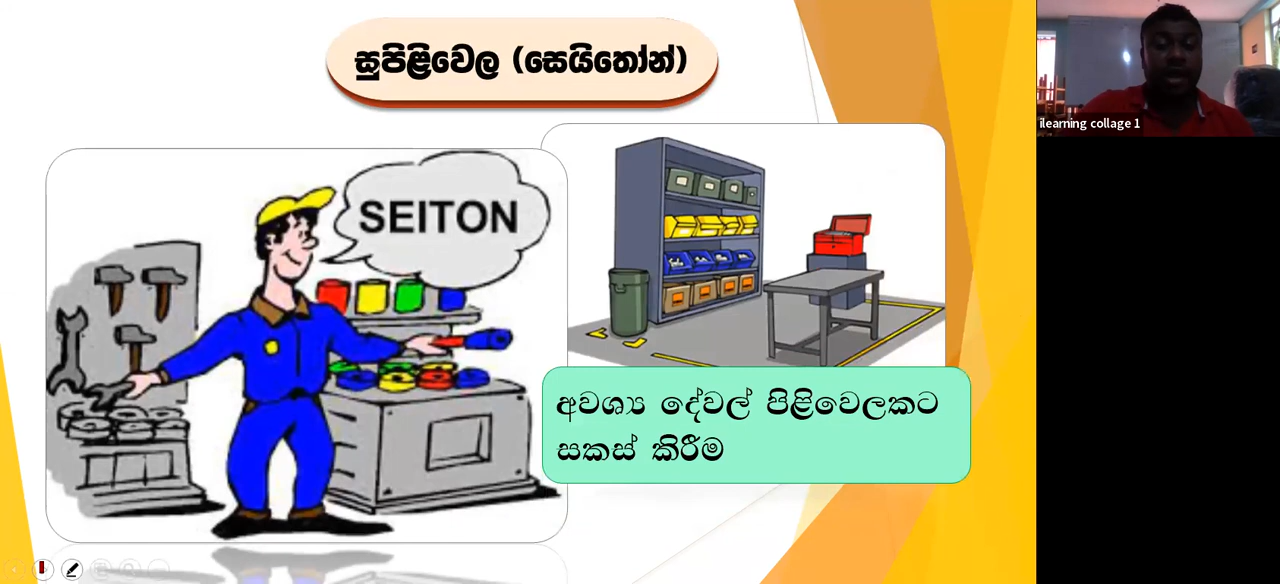 සුපිළිවෙල (සෙයිතෝන්)
ilearning collage 1
SEITON
අවශ්‍ය දේවල් පිළිවෙලකට
සකස් කිරීම